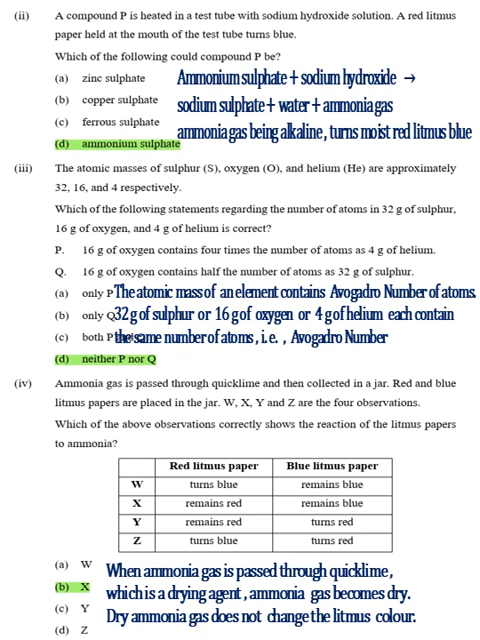 (ii) A compound P is heated in a test tube with sodium hydroxide solution. A red litmus
paper held at the mouth of the test tube turns blue.
Which of the following could compound P be?
(a) zinc sulphate
Ammonium sulphate + sodium hydroxide →
(b) copper sulphate
sodium sulphate + water + ammonia gas
(c) ferrous sulphate
ammonia gas being alkaline, turns moist red litmus blue
(d) ammonium sulphate
(iii) The atomic masses of sulphur (S), oxygen (O), and helium (He) are approximately
32, 16, and 4 respectively.
Which of the following statements regarding the number of atoms in 32 g of sulphur,
16 g of oxygen, and 4 g of helium is correct?
P. 16 g of oxygen contains four times the number of atoms as 4 g of helium.
Q. 16 g of oxygen contains half the number of atoms as 32 g of sulphur.
(a) only P
The atomic mass of an element contains Avogadro Number of atoms.
(b) only Q
32 g of sulphur or 16 g of oxygen or 4 g of helium each contain
(c) both P
the same number of atoms, i.e., Avogadro Number
(d) neither P nor Q
(iv) Ammonia gas is passed through quicklime and then collected in a jar. Red and blue
litmus papers are placed in the jar. W, X, Y and Z are the four observations.
Which of the above observations correctly shows the reaction of the litmus papers
to ammonia?
Red litmus paper Blue litmus paper
W turns blue remains blue
X remains red remains blue
Y remains red turns red
Z turns blue turns red
(a) W
When ammonia gas is passed through quicklime,
(b) X
which is a drying agent, ammonia gas becomes dry.
(c) Y
Dry ammonia gas does not change the litmus colour.
(d) Z